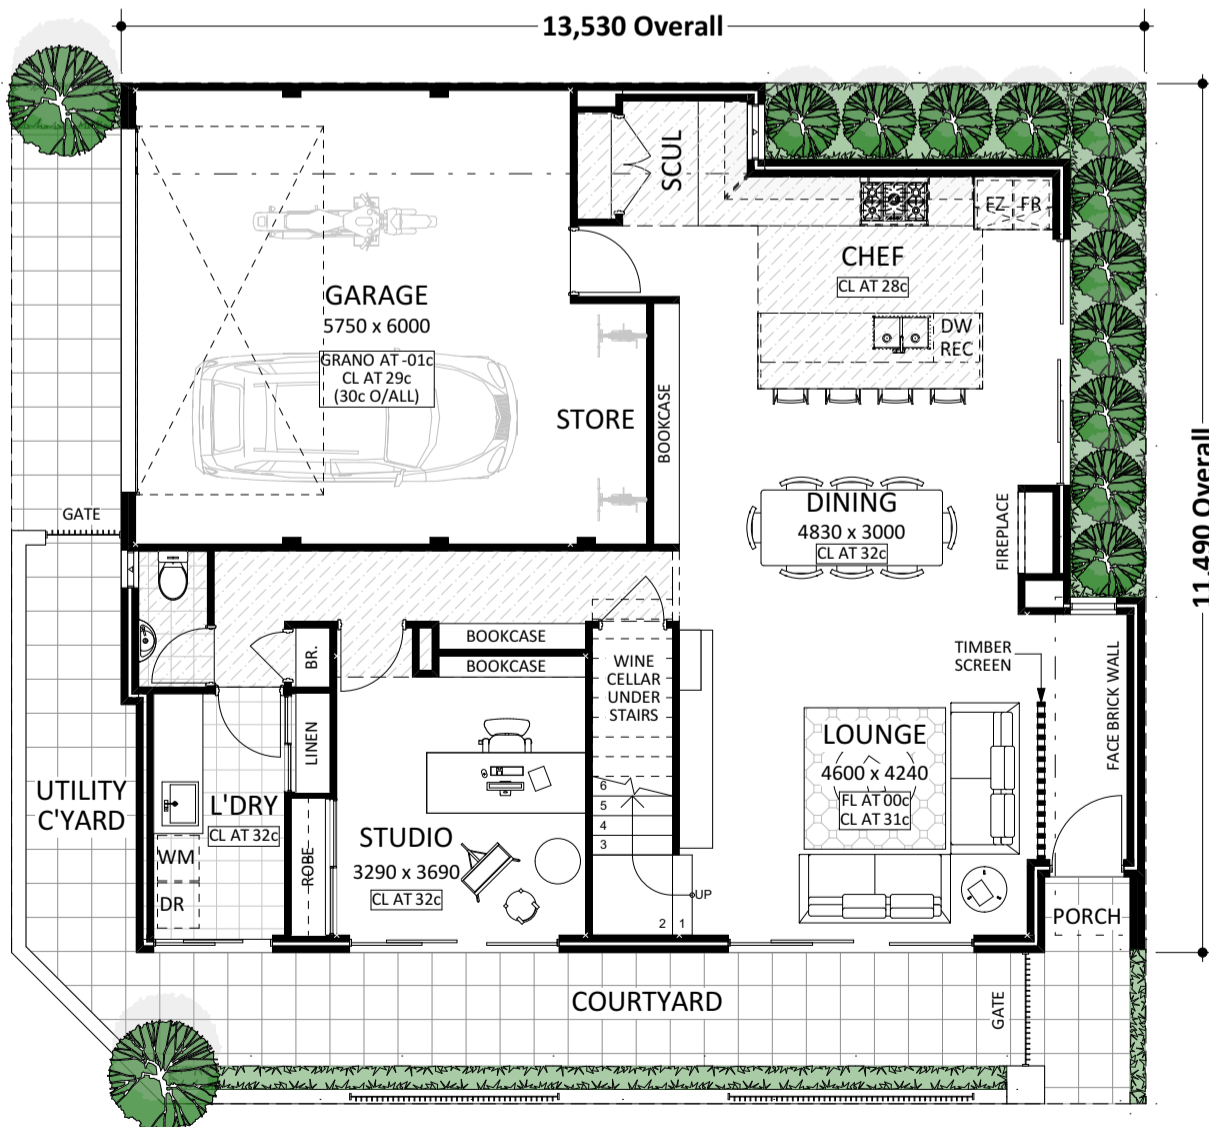 13,530 Overall
SCUL
FZ FR
CHEF
CL AT 28c
GARAGE
5750 x 6000
GRANO AT -01c
CL AT 29c
(30c O/ALL)
DW
REC
STORE
BOOKCASE
11,490 Overall
DINING
4830 x 3000
CL AT 32c
FIREPLACE
GATE
BOOKCASE
BOOKCASE
BR.
WINE
CELLAR
UNDER
STAIRS
TIMBER
SCREEN
FACE BRICK WALL
LINEN
LOUNGE
4600 x 4240
FL AT 00c
CL AT 31c
UTILITY
C'YARD
L'DRY
CL AT 32c
WM
DR
ROBE
STUDIO
3290 x 3690
CL AT 32c
6
5
4
3
2
1
UP
PORCH
COURTYARD
GATE